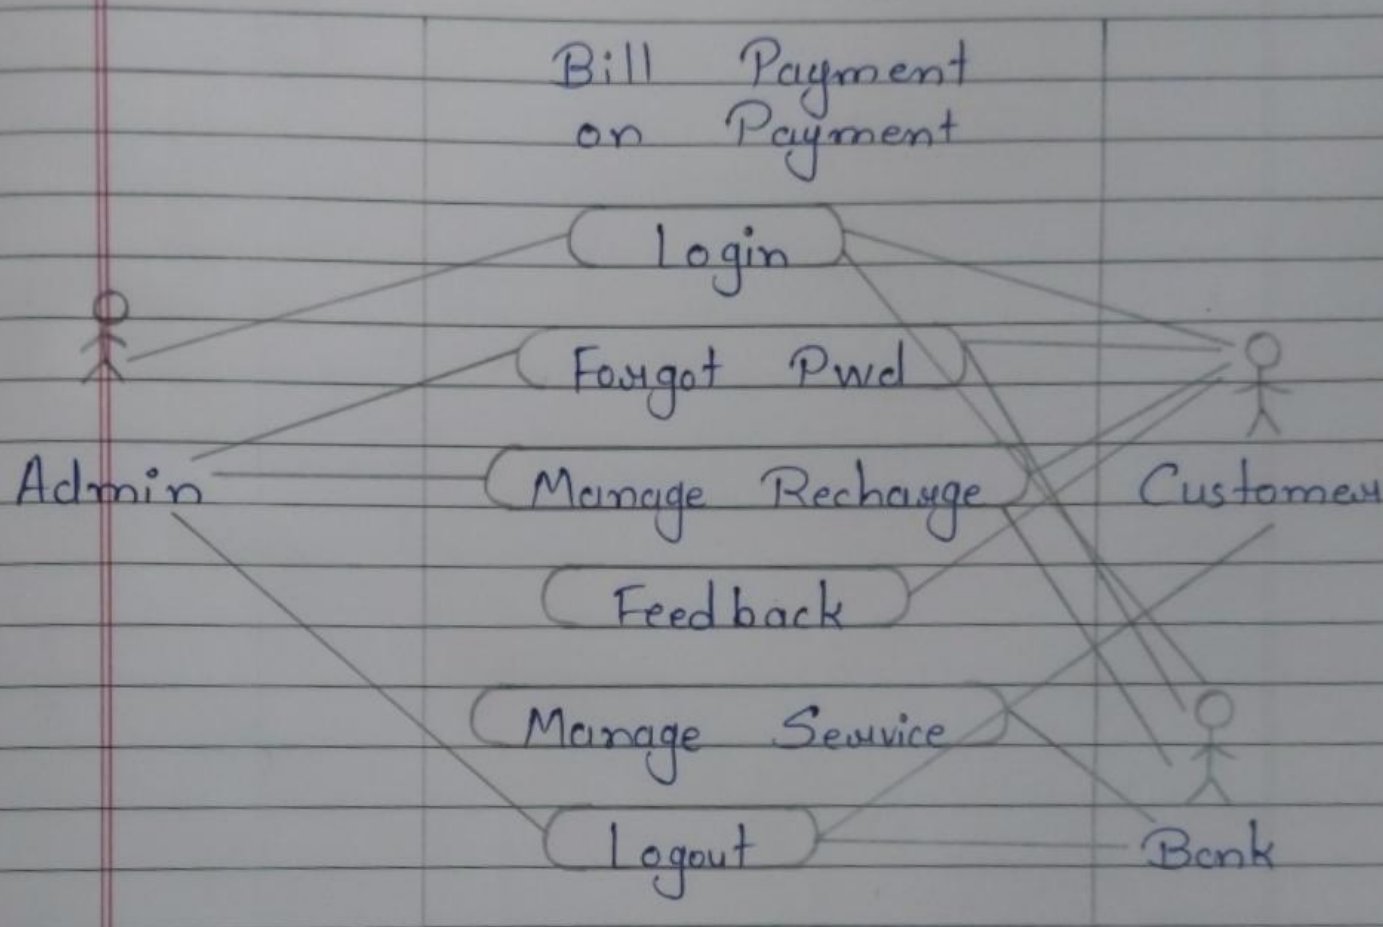 Bill Payment
on Payment
Login
Forgot Pwd
Admin
Manage Recharge
Customer
Feedback
Manage Service
Logout
Bank